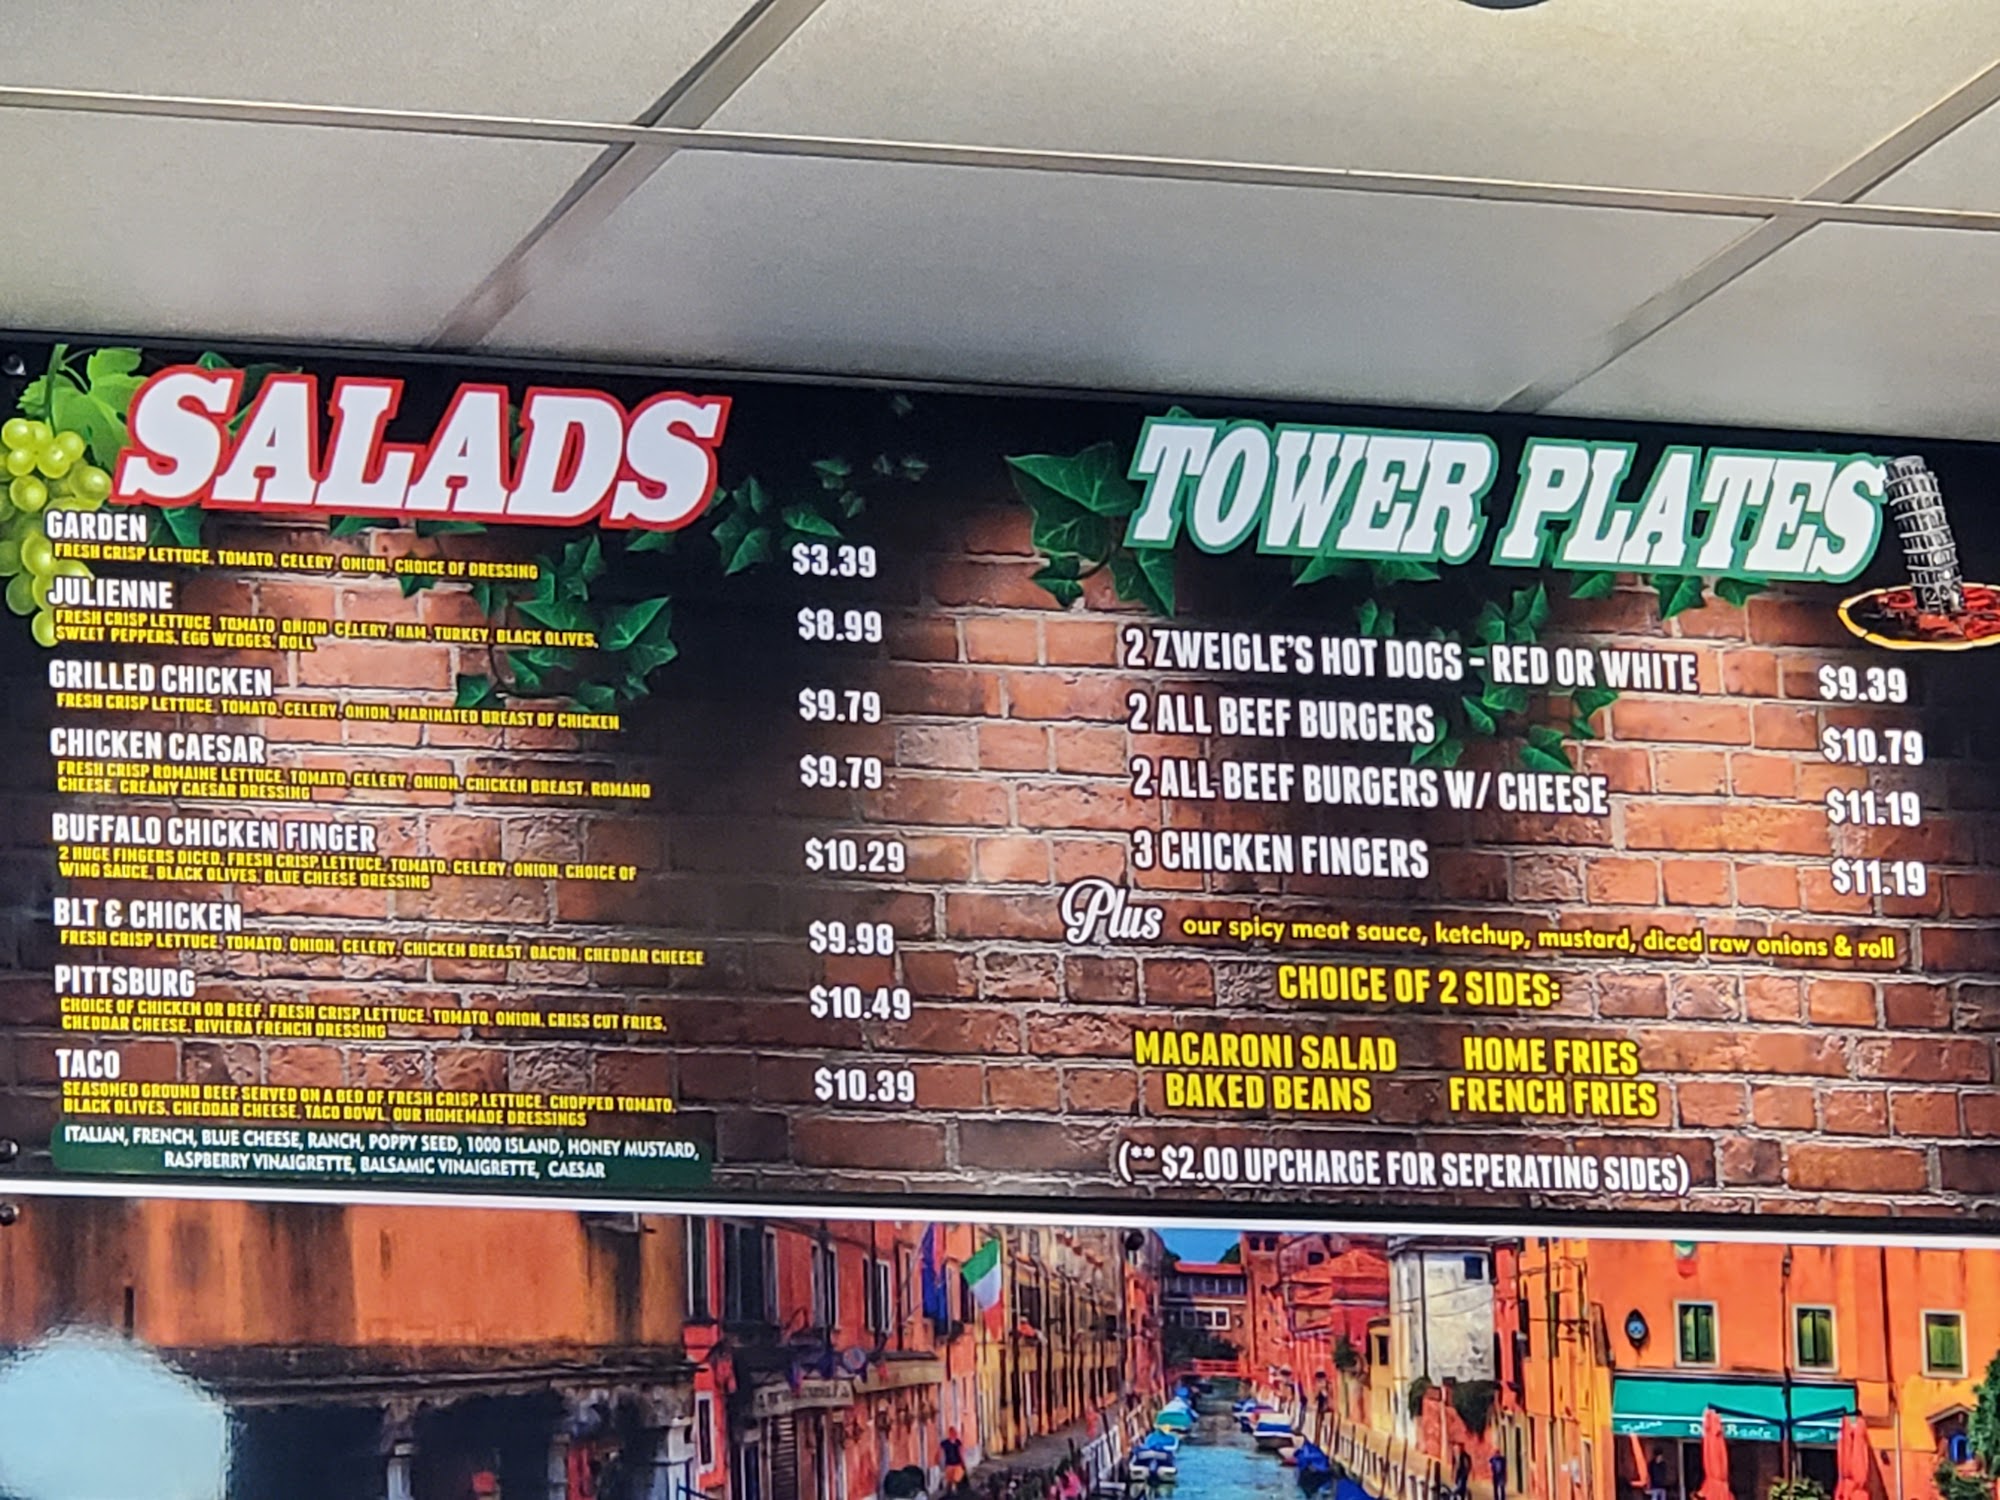 SALADS
GARDEN $3.39
FRESH CRISP LETTUCE, TOMATO, CELERY, ONION, CHOICE OF DRESSING
JULIENNE $8.99
FRESH CRISP LETTUCE, TOMATO, ONION, CELERY, HAM, TURKEY, BLACK OLIVES,
SWEET PEPPERS, EGG WEDGES, ROLL
GRILLED CHICKEN $9.79
FRESH CRISP LETTUCE, TOMATO, CELERY, ONION, MARINATED BREAST OF CHICKEN
CHICKEN CAESAR $9.79
FRESH CRISP ROMAINE LETTUCE, TOMATO, CELERY, ONION, CHICKEN BREAST, ROMANO
CHEESE, CREAMY CAESAR DRESSING
BUFFALO CHICKEN FINGER $10.29
2 HUGE FINGERS DICED, FRESH CRISP LETTUCE, TOMATO, CELERY, ONION, CHOICE OF
WING SAUCE, BLACK OLIVES, BLUE CHEESE DRESSING
BLT & CHICKEN $9.98
FRESH CRISP LETTUCE, TOMATO, ONION, CELERY, CHICKEN BREAST, BACON, CHEDDAR CHEESE
PITTSBURG $10.49
CHOICE OF CHICKEN OR BEEF, FRESH CRISP LETTUCE, TOMATO, ONION, CRISS CUT FRIES,
CHEDDAR CHEESE, RIVIERA FRENCH DRESSING
TACO $10.39
SEASONED GROUND BEEF SERVED ON A BED OF FRESH CRISP LETTUCE, CHOPPED TOMATO,
BLACK OLIVES, CHEDDAR CHEESE, TACO BOWL, OUR HOMEMADE DRESSINGS
ITALIAN, FRENCH, BLUE CHEESE, RANCH, POPPY SEED, 1000 ISLAND, HONEY MUSTARD,
RASPBERRY VINAIGRETTE, BALSAMIC VINAIGRETTE, CAESAR
TOWER PLATES
2 ZWEIGLE'S HOT DOGS - RED OR WHITE $9.39
2 ALL BEEF BURGERS $10.79
2 ALL BEEF BURGERS W/ CHEESE $11.19
3 CHICKEN FINGERS $11.19
Plus our spicy meat sauce, ketchup, mustard, diced raw onions & roll
CHOICE OF 2 SIDES:
MACARONI SALAD HOME FRIES
BAKED BEANS FRENCH FRIES
(** $2.00 UPCHARGE FOR SEPERATING SIDES)